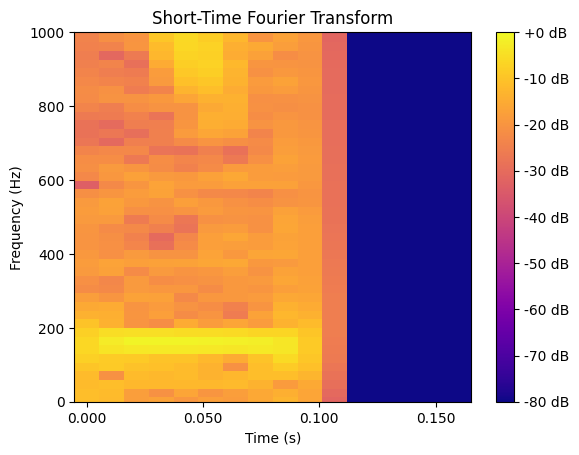 Short-Time Fourier Transform
Frequency (Hz)
1000
800
600
400
200
0
0.000
0.050
0.100
0.150
Time (s)
+0 dB
-10 dB
-20 dB
-30 dB
-40 dB
-50 dB
-60 dB
-70 dB
-80 dB